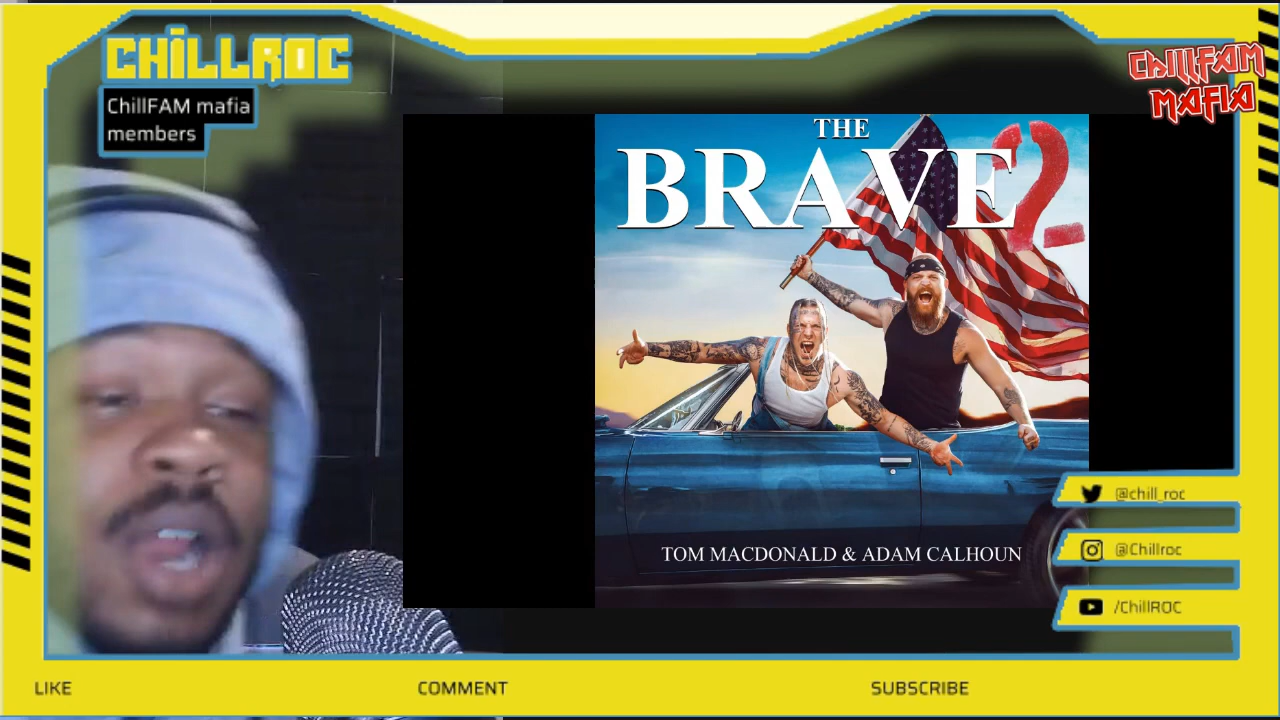 CHILLROC
ChillFAM mafia
members
CHILLFAM
MAFIA
THE
BRAVE 2.
TOM MACDONALD & ADAM CALHOUN
@chill_roc
@Chillroc
/ChillROC
LIKE
COMMENT
SUBSCRIBE